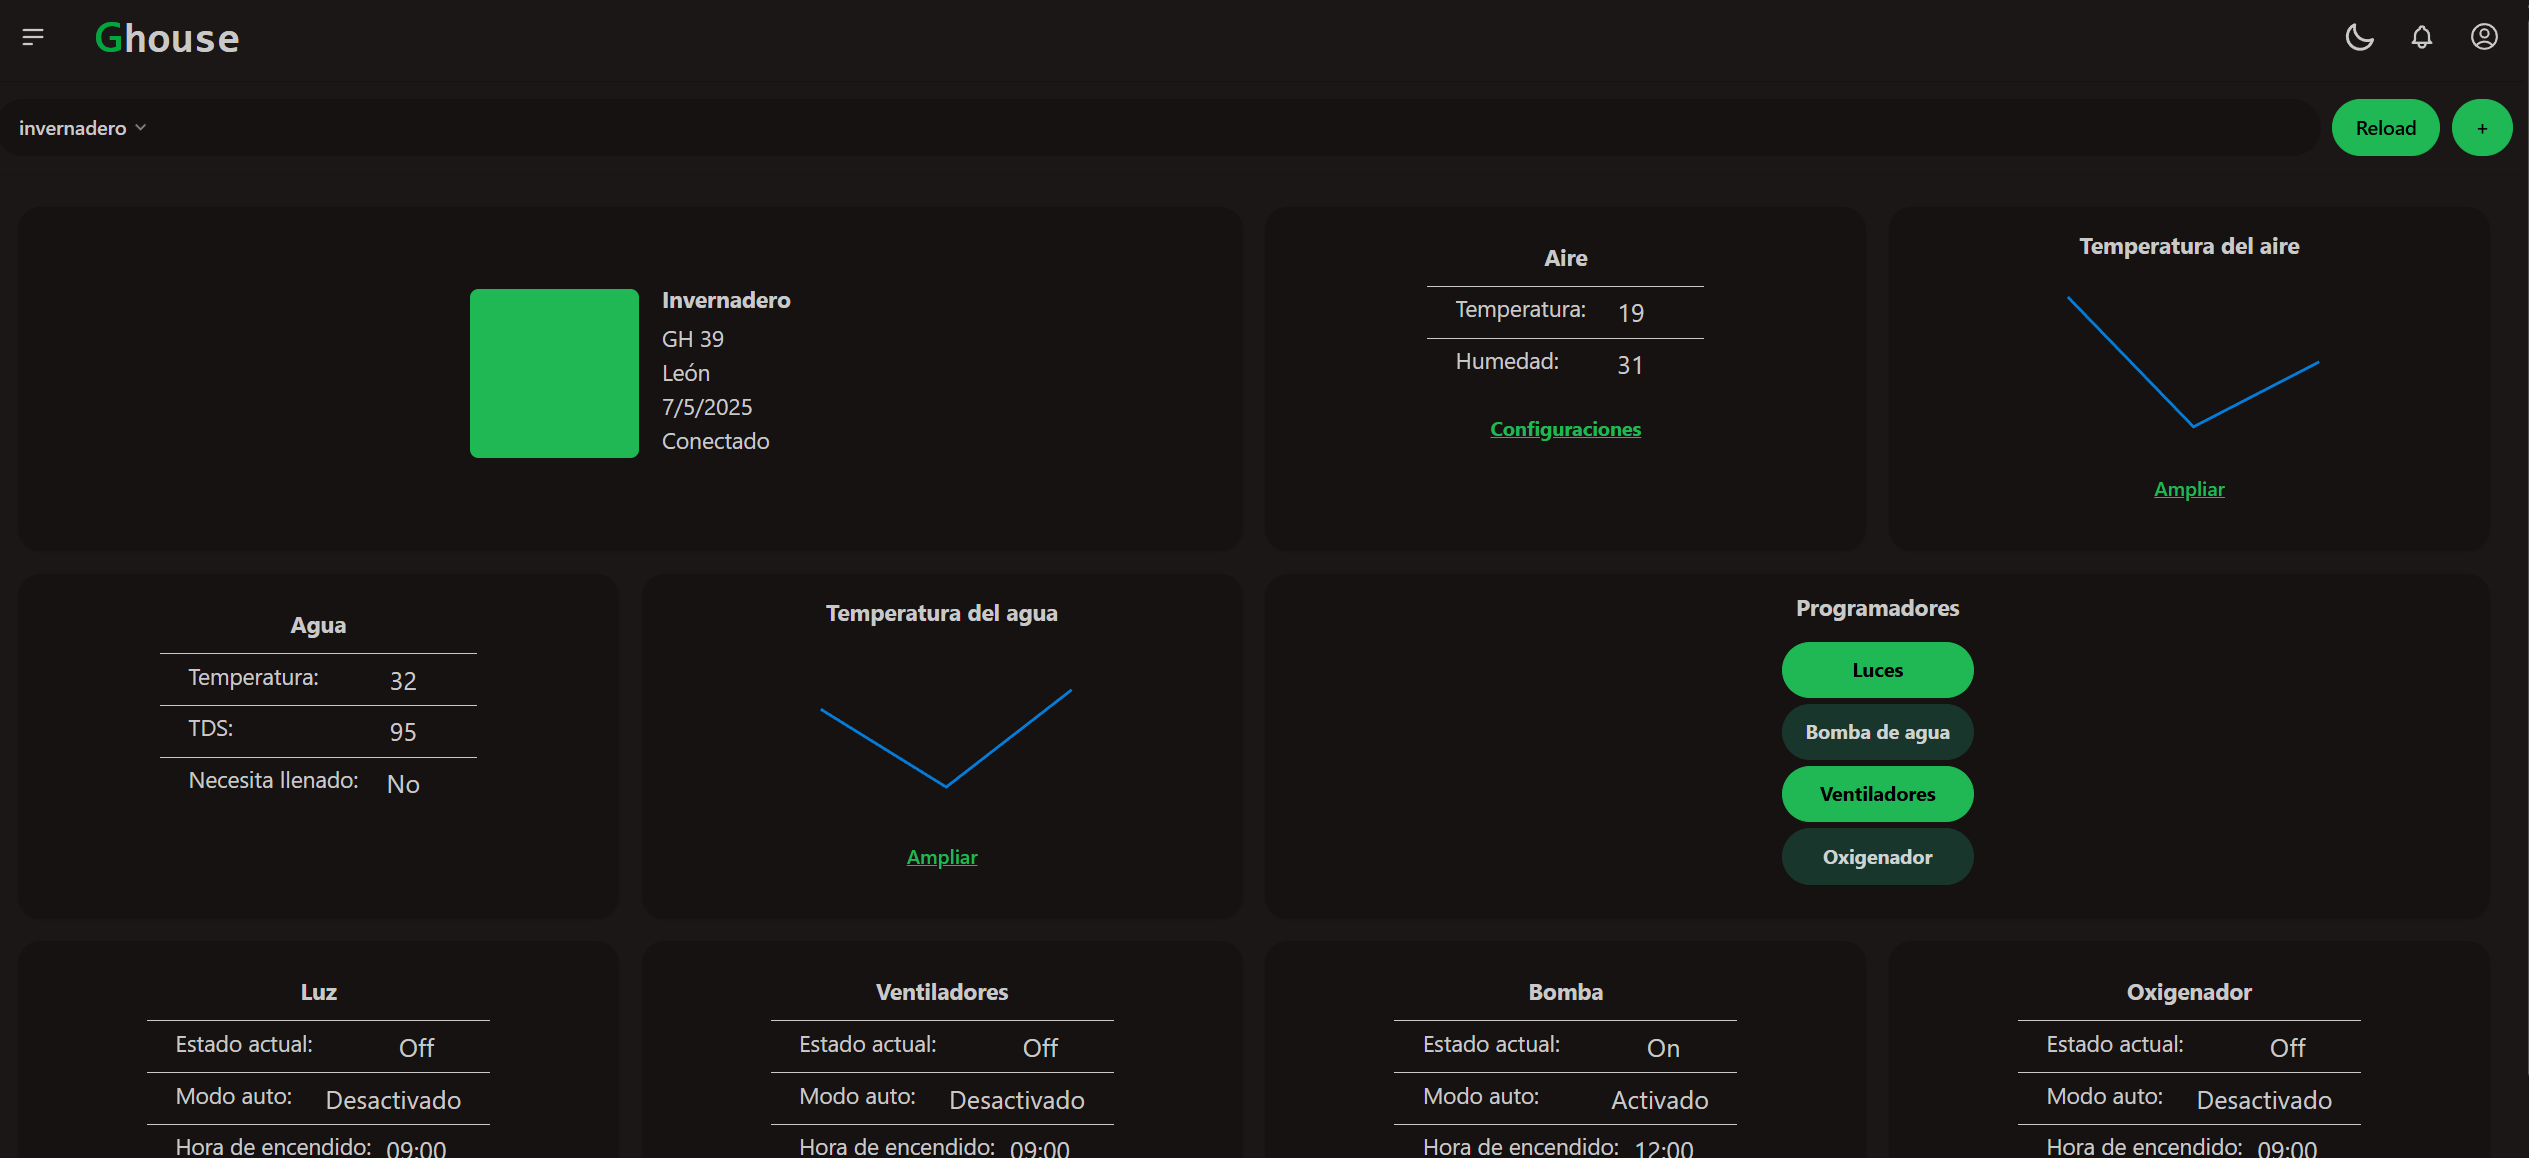 Ghouse
invernadero
Reload
+
Invernadero
GH 39
León
7/5/2025
Conectado
Aire
Temperatura: 19
Humedad: 31
Configuraciones
Temperatura del aire
Ampliar
Agua
Temperatura: 32
TDS: 95
Necesita llenado: No
Temperatura del agua
Ampliar
Programadores
Luces
Bomba de agua
Ventiladores
Oxigenador
Luz
Estado actual: Off
Modo auto: Desactivado
Hora de encendido: 09:00
Ventiladores
Estado actual: Off
Modo auto: Desactivado
Hora de encendido: 09:00
Bomba
Estado actual: On
Modo auto: Activado
Hora de encendido: 12:00
Oxigenador
Estado actual: Off
Modo auto: Desactivado
Hora de encendido: 09:00